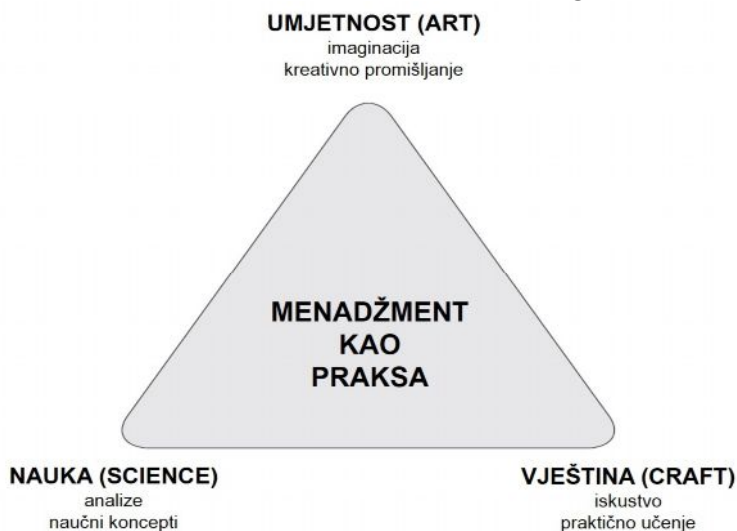 UMJETNOST (ART)
imaginacija
kreativno promišljanje
MENADŽMENT
KAO
PRAKSA
NAUKA (SCIENCE)
analize
naučni koncepti
VJEŠTINA (CRAFT)
iskustvo
praktično učenje